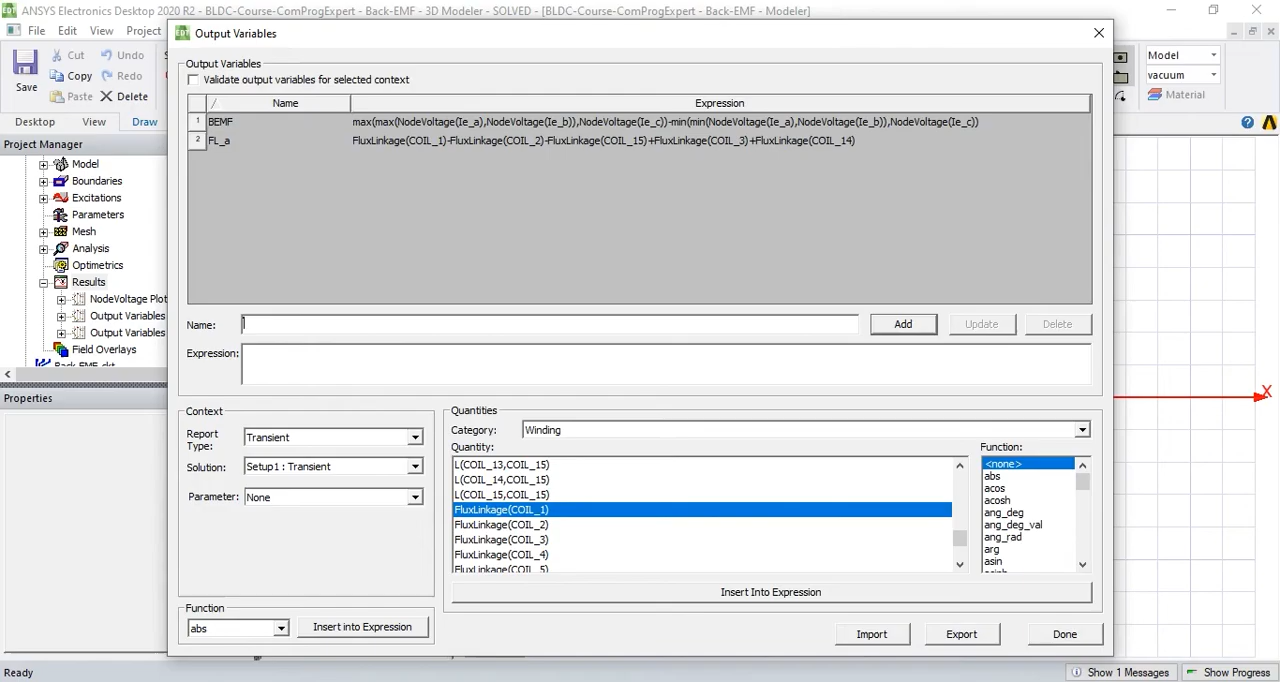 ANSYS Electronics Desktop 2020 R2 - BLDC-Course-ComProgExpert - Back-EMF - 3D Modeler - SOLVED - [BLDC-Course-ComProgExpert - Back-EMF - Modeler]
File Edit View Project
Output Variables
Save
Cut
Undo
Copy
Redo
Paste
Delete
Model
vacuum
Material
Desktop
View
Draw
Project Manager
Model
Boundaries
Excitations
Parameters
Mesh
Analysis
Optimetrics
Results
NodeVoltage Plot
Output Variables
Output Variables
Field Overlays
Back-EMF-ckt
Properties
Output Variables
Validate output variables for selected context
/ Name Expression
1 BEMF max(max(NodeVoltage(Ie_a),NodeVoltage(Ie_b)),NodeVoltage(Ie_c))-min(min(NodeVoltage(Ie_a),NodeVoltage(Ie_b)),NodeVoltage(Ie_c))
2 FL_a FluxLinkage(COIL_1)-FluxLinkage(COIL_2)-FluxLinkage(COIL_15)+FluxLinkage(COIL_3)+FluxLinkage(COIL_14)
Name:
Add
Update
Delete
Expression:
Context
Report Type: Transient
Solution: Setup1 : Transient
Parameter: None
Function
abs
Insert into Expression
Quantities
Category: Winding
Quantity:
L(COIL_13,COIL_15)
L(COIL_14,COIL_15)
L(COIL_15,COIL_15)
FluxLinkage(COIL_1)
FluxLinkage(COIL_2)
FluxLinkage(COIL_3)
FluxLinkage(COIL_4)
FluxLinkage(COIL_5)
Function:
<none>
abs
acos
acosh
ang_deg
ang_deg_val
ang_rad
arg
asin
asinh
Insert Into Expression
Import
Export
Done
X
Ready
Show 1 Messages
Show Progress